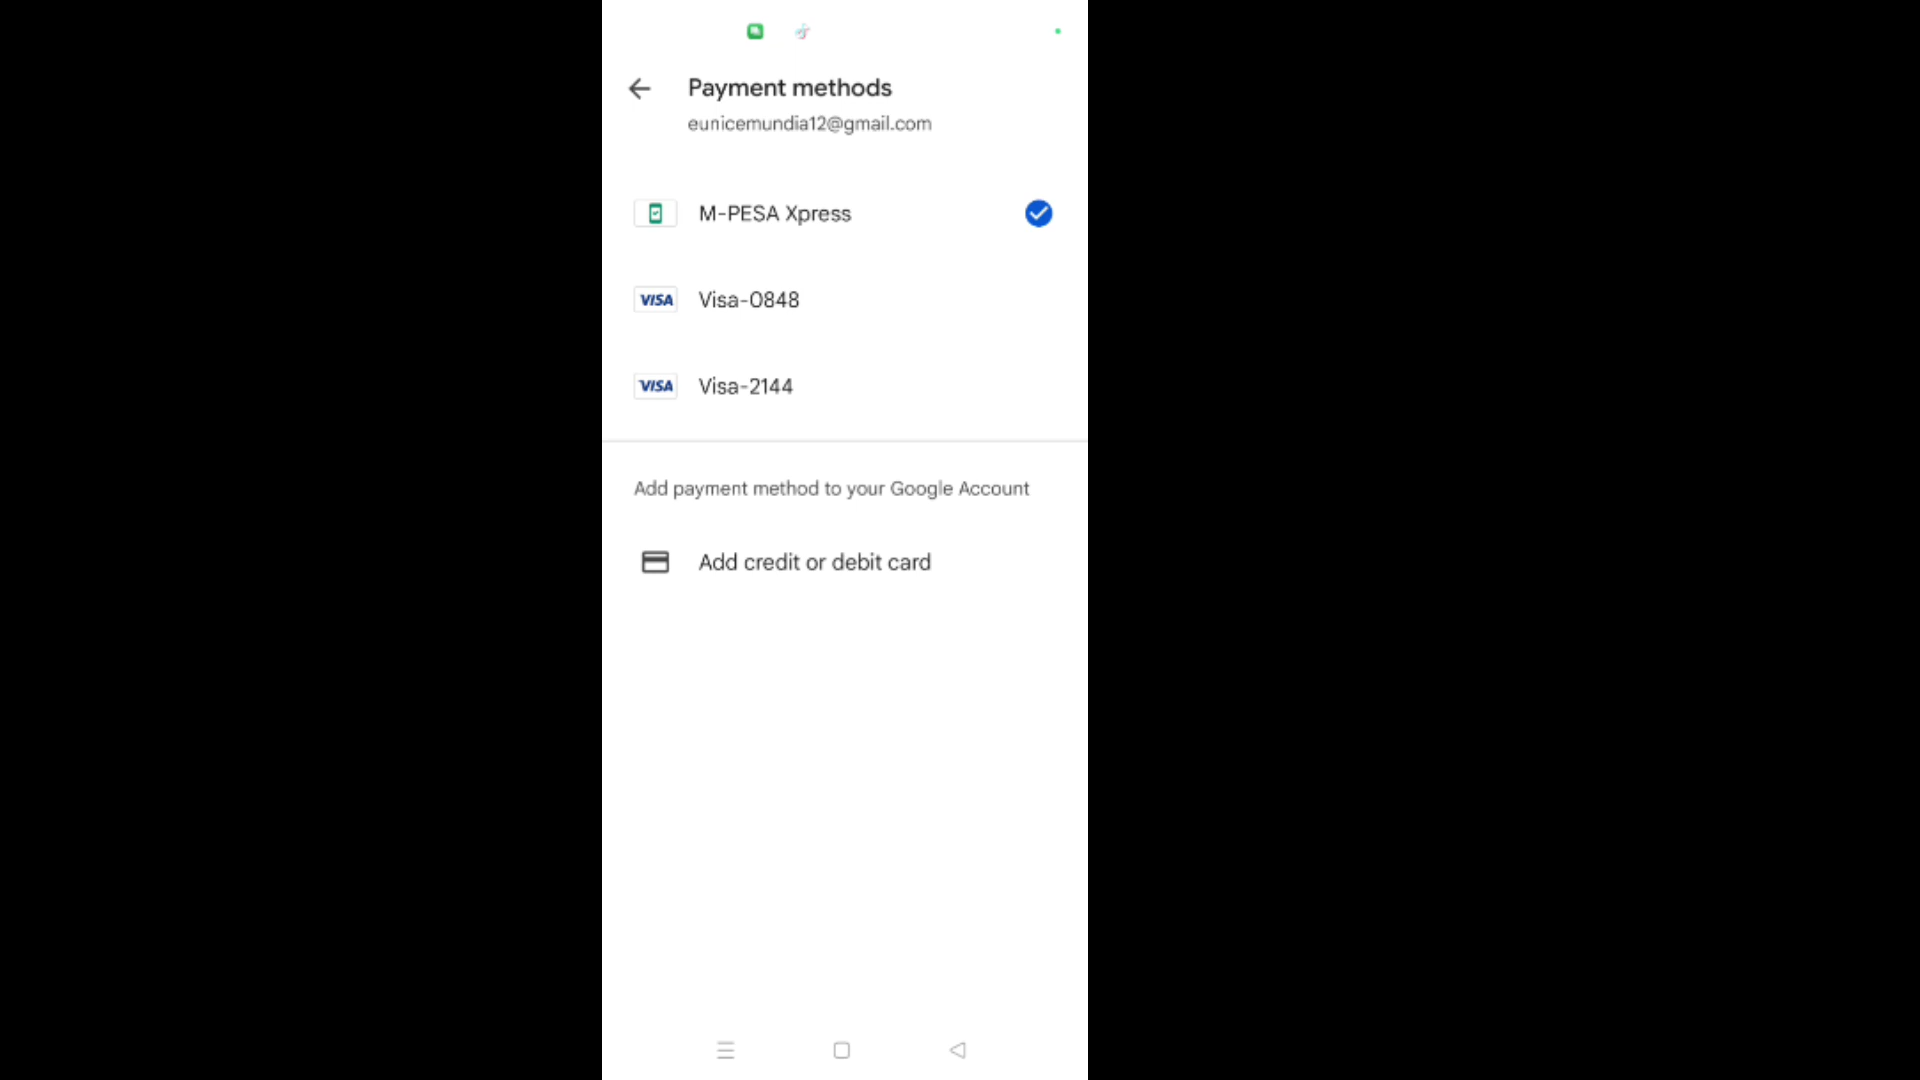 Payment methods
eunicemundia12@gmail.com
M-PESA Xpress
VISA Visa-0848
VISA Visa-2144
Add payment method to your Google Account
Add credit or debit card